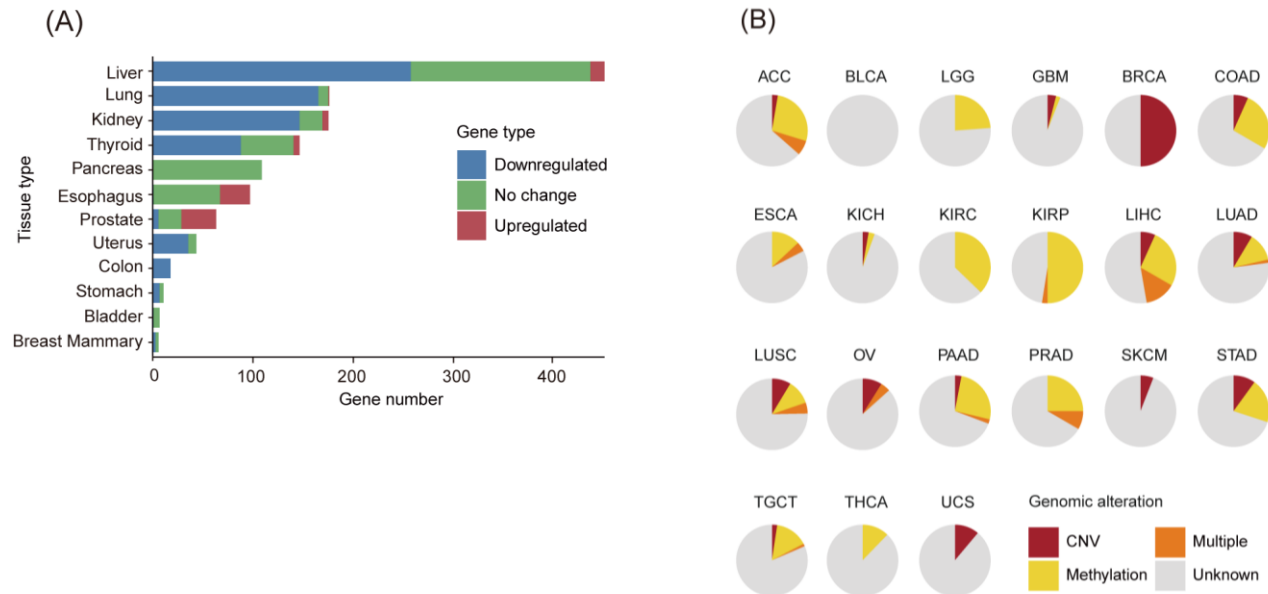 (A)
Liver
Lung
Kidney
Thyroid
Pancreas
Esophagus
Prostate
Uterus
Colon
Stomach
Bladder
Breast Mammary
Tissue type
0 100 200 300 400
Gene number
Gene type
Downregulated
No change
Upregulated
(B)
ACC BLCA LGG GBM BRCA COAD
ESCA KICH KIRC KIRP LIHC LUAD
LUSC OV PAAD PRAD SKCM STAD
TGCT THCA UCS
Genomic alteration
CNV Multiple
Methylation Unknown